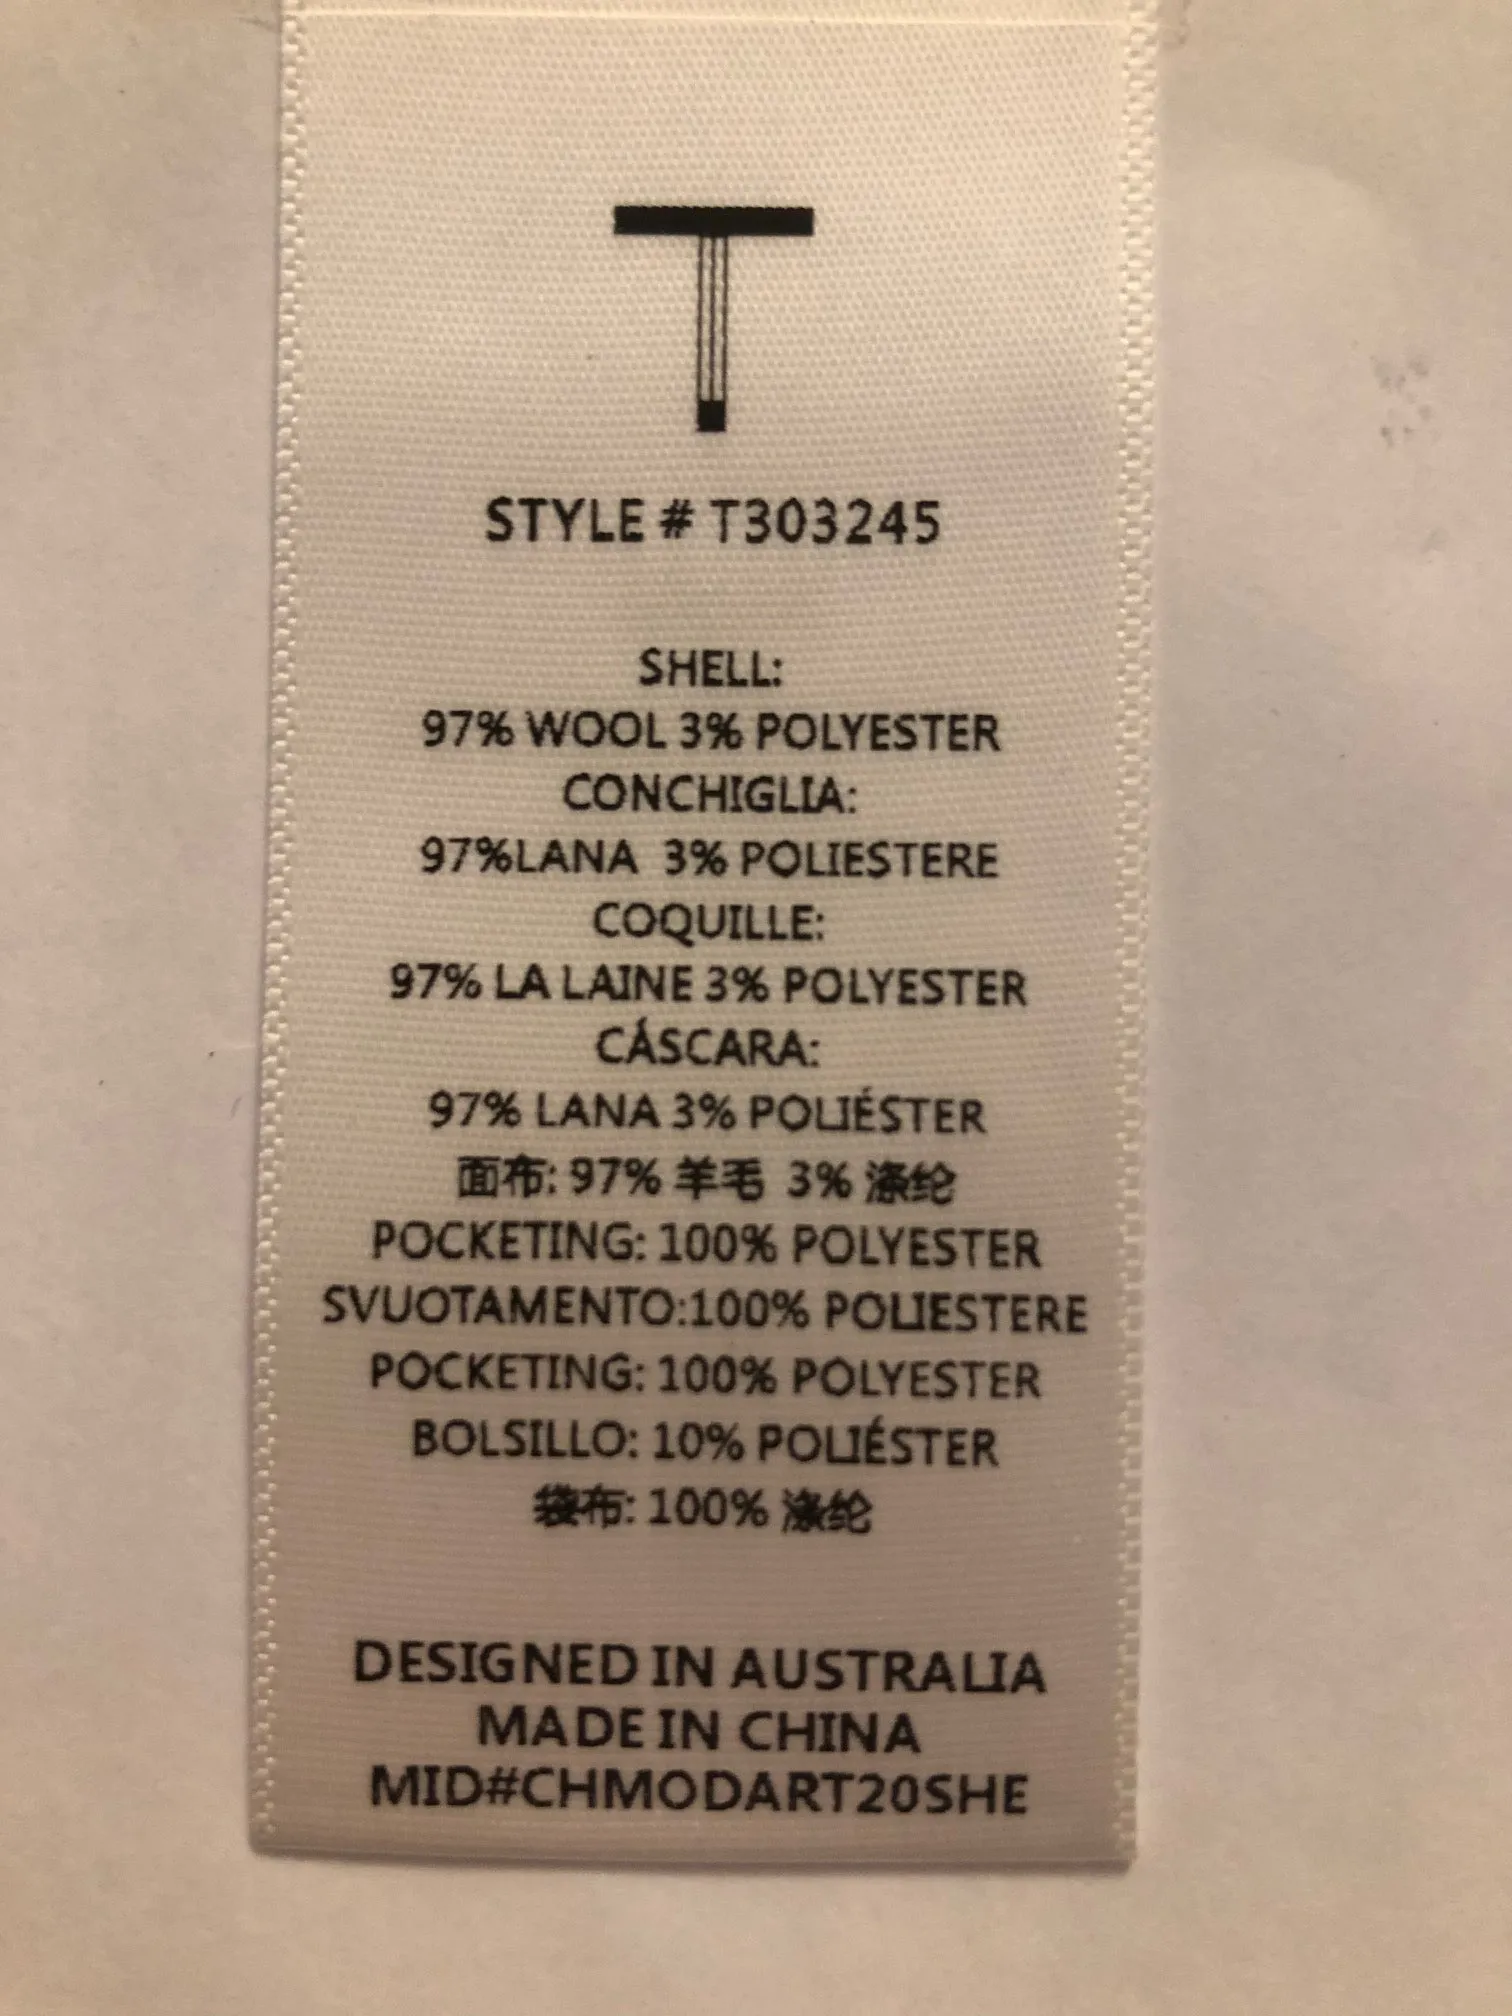 T
STYLE # T303245
SHELL:
97% WOOL 3% POLYESTER
CONCHIGLIA:
97%LANA 3% POLIESTERE
COQUILLE:
97% LA LAINE 3% POLYESTER
CÁSCARA:
97% LANA 3% POLIÉSTER
面布: 97% 羊毛 3% 涤纶
POCKETING: 100% POLYESTER
SVUOTAMENTO:100% POLIESTERE
POCKETING: 100% POLYESTER
BOLSILLO: 10% POLIÉSTER
袋布: 100% 涤纶
DESIGNED IN AUSTRALIA
MADE IN CHINA
MID#CHMODART20SHE